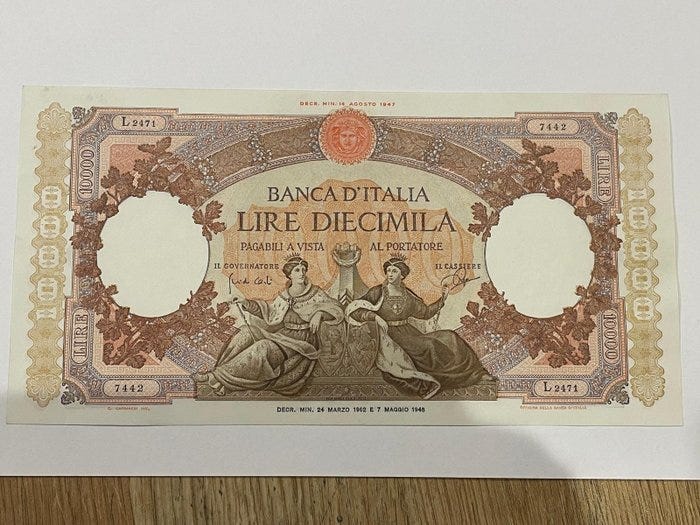 DECR. MIN. 14 AGOSTO 1947
L 2471
7442
LIRE
10000
LIRE
10000
BANCA D'ITALIA
LIRE DIECIMILA
PAGABILI A VISTA AL PORTATORE
IL GOVERNATORE
IL CASSIERE
10000
7442
L 2471
DECR. MIN. 24 MARZO 1962 E 7 MAGGIO 1948
OFFICINA DELLA BANCA D'ITALIA